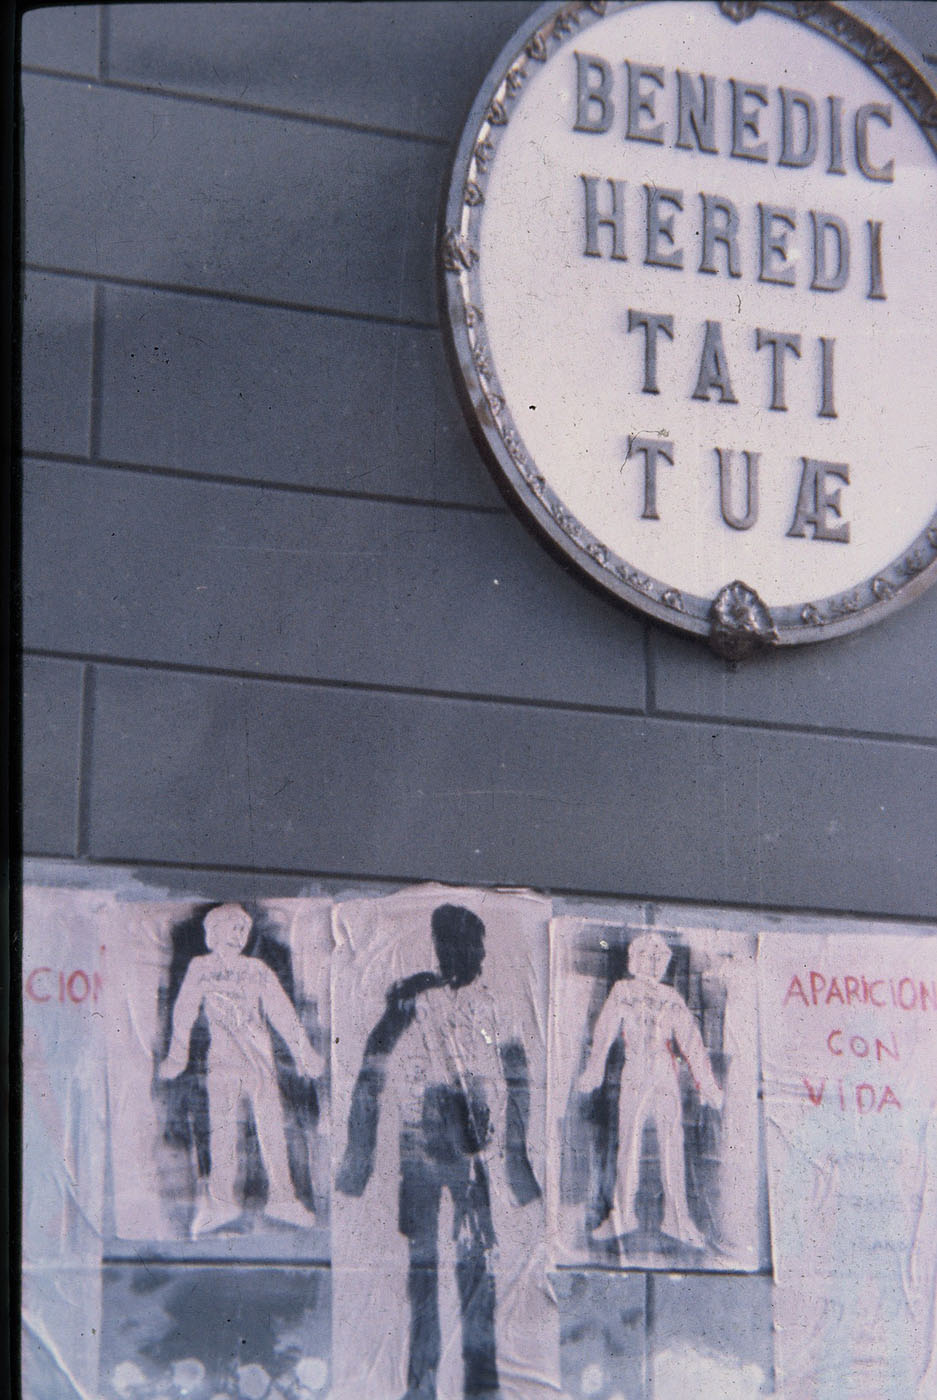 BENEDIC
HEREDI
TATI
TUÆ
CION
APARICION
CON
VIDA